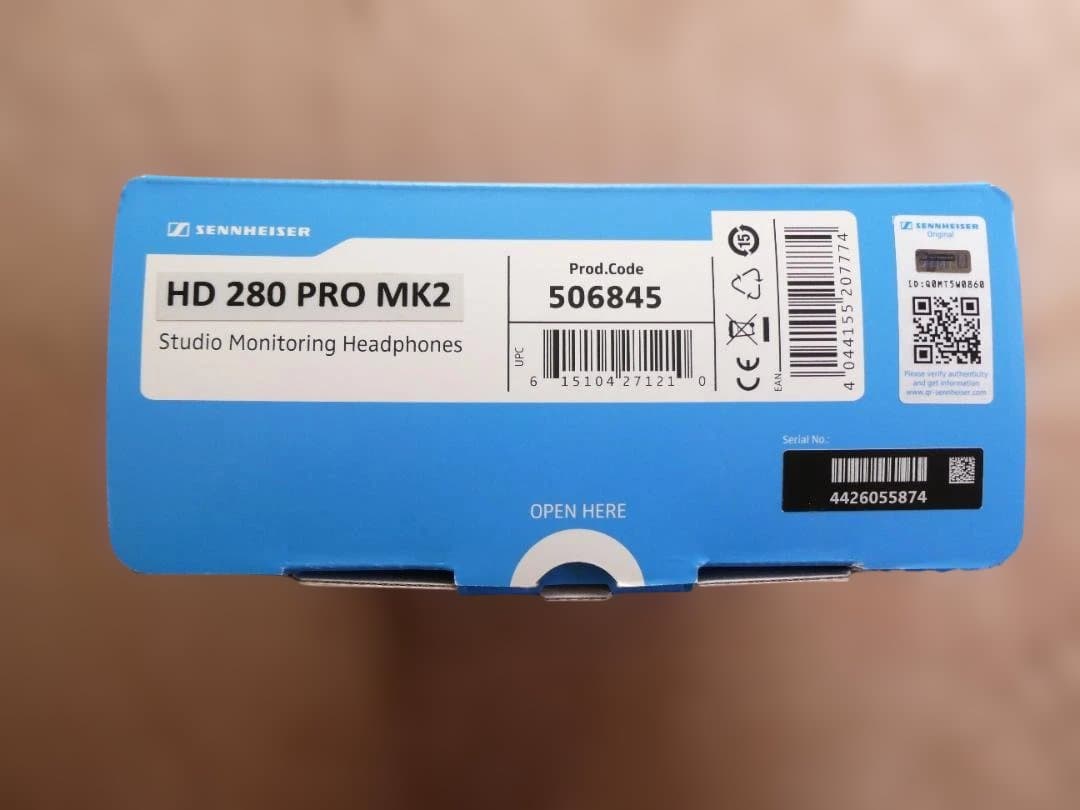 SENNHEISER
HD 280 PRO MK2
Studio Monitoring Headphones
Prod.Code
506845
UPC
6 15104 27121 0
15
CE
EAN
4 044155 207774
SENNHEISER
Original
ID:Q0MT5W0860
Please verify authenticity
and get information
www.qr-sennheiser.com
Serial No.:
4426055874
OPEN HERE